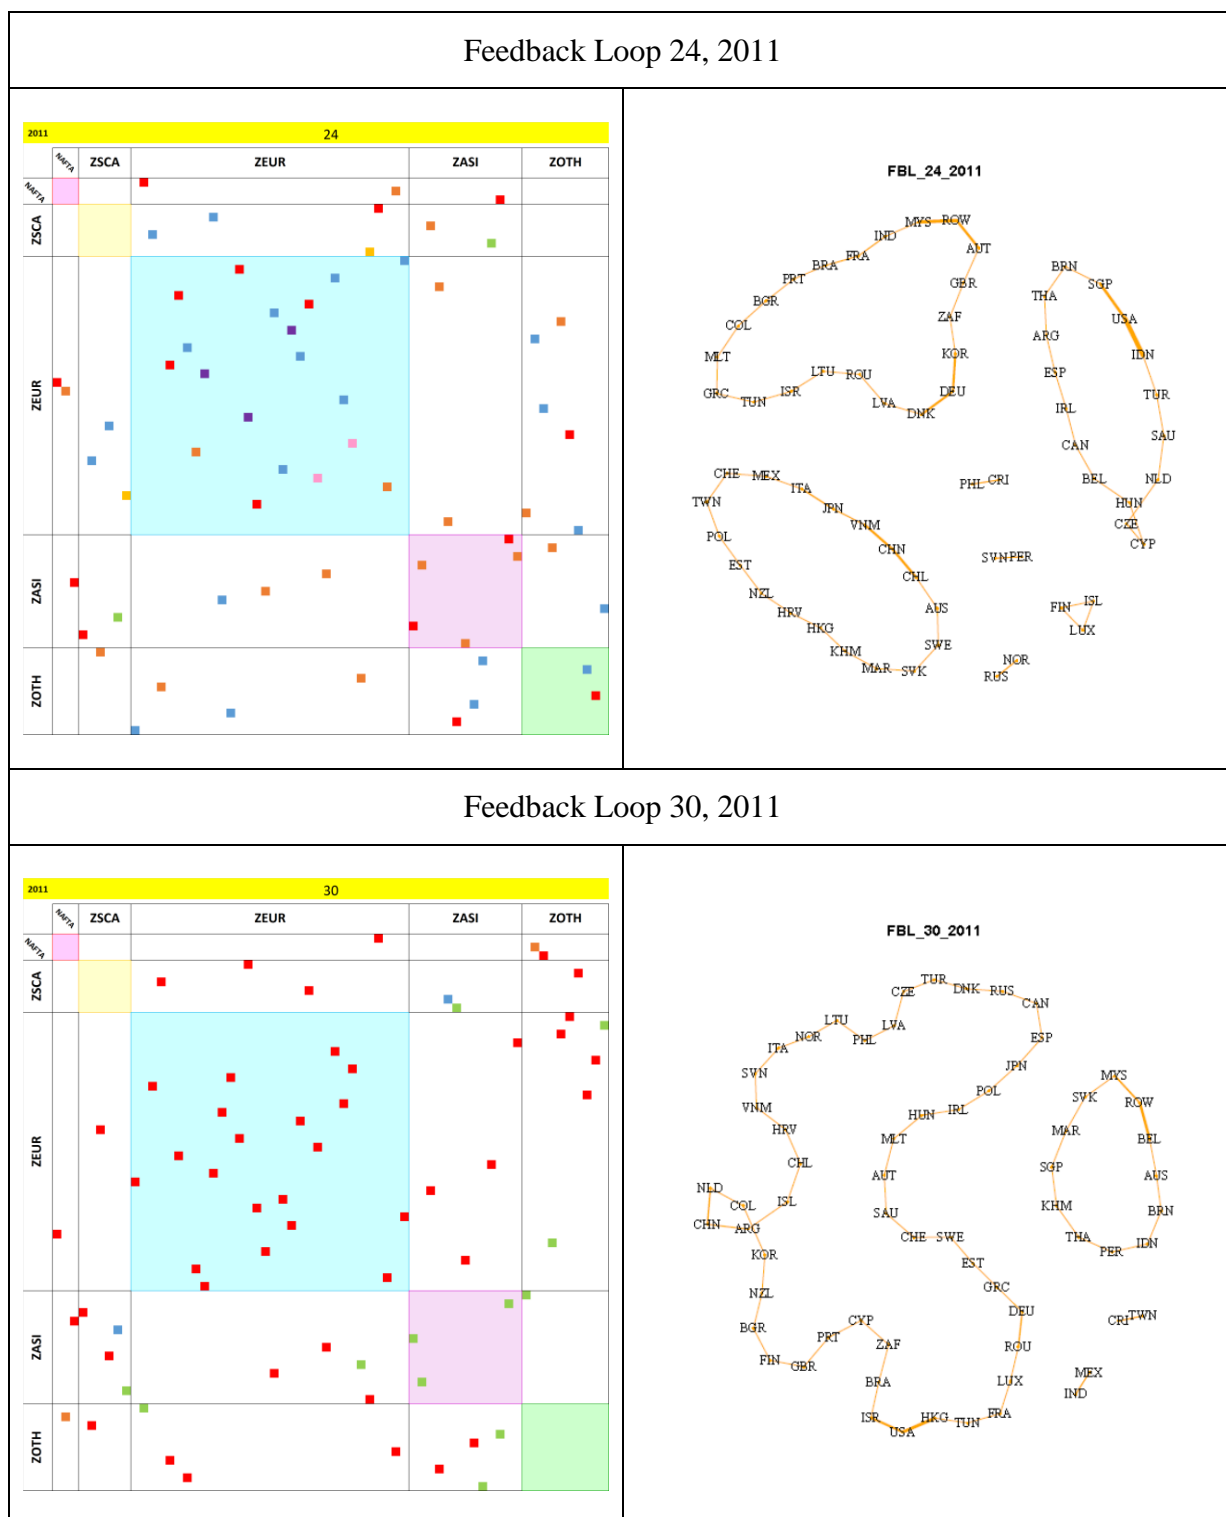 Feedback Loop 24, 2011
2011 24
NAFTA ZSCA ZEUR ZASI ZOTH
NAFTA
ZSCA
ZEUR
ZASI
ZOTH
FBL_24_2011
MYS ROW
IND AUT
FRA
BRA
PRT GBR
BGR
COL ZAF
MLT KOR
GRC TUN ISR LTU ROU LVA DNK DEU
BRN SGP
THA USA
ARG IDN
ESP TUR
IRL SAU
CAN
BEL NLD
HUN
CZE
CYP
CHE MEX ITA
TWN JPN
VNM
POL CHN
EST CHL
NZL AUS
HRV
HKG SWE
KHM MAR SVK
PHL CRI
SVN PER
FIN ISL
LUX
NOR
RUS
Feedback Loop 30, 2011
2011 30
NAFTA ZSCA ZEUR ZASI ZOTH
NAFTA
ZSCA
ZEUR
ZASI
ZOTH
FBL_30_2011
TUR DNK RUS
CZE CAN
LTU LVA
NOR PHL ESP
ITA
SVN JPN
POL
VNM HUN IRL
HRV MLT
CHL AUT
NLD COL ISL SAU
CHN ARG CHE SWE
KOR EST
NZL GRC
BGR PRT CYP DEU
FIN GBR ZAF ROU
BRA LUX
ISR USA HKG TUN FRA
MYS
SVK ROW
MAR BEL
SGP AUS
KHM BRN
THA PER IDN
CRI TWN
MEX
IND